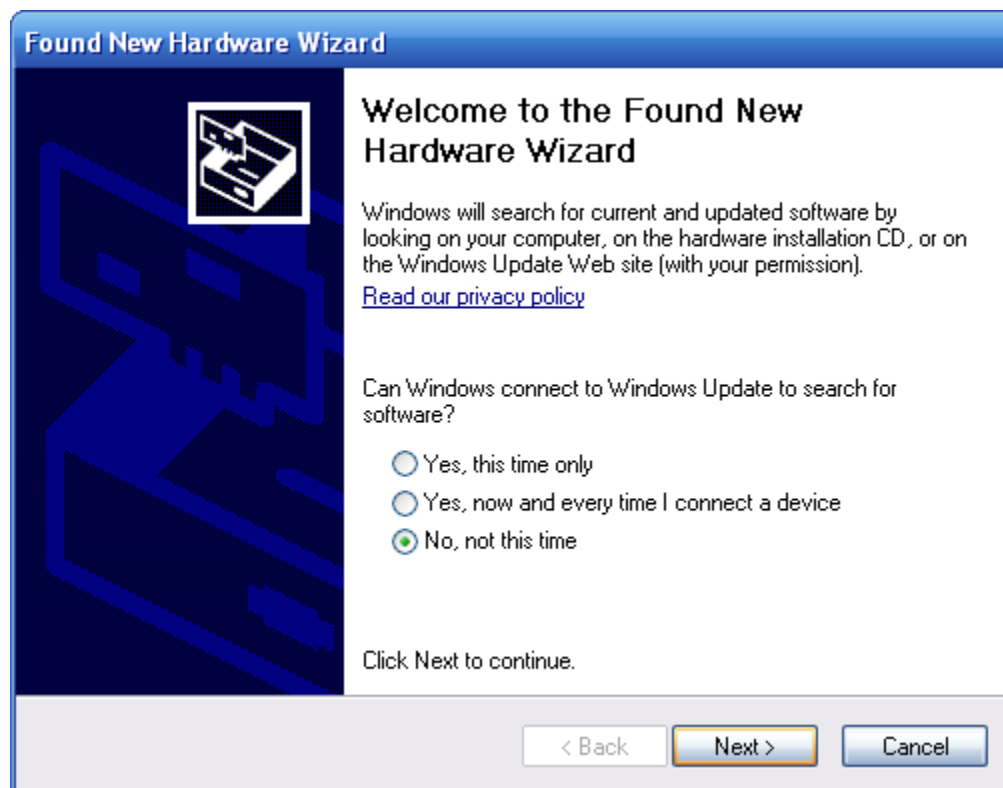 Found New Hardware Wizard
Welcome to the Found New
Hardware Wizard
Windows will search for current and updated software by
looking on your computer, on the hardware installation CD, or on
the Windows Update Web site (with your permission).
Read our privacy policy
Can Windows connect to Windows Update to search for
software?
Yes, this time only
Yes, now and every time I connect a device
No, not this time
Click Next to continue.
< Back Next > Cancel